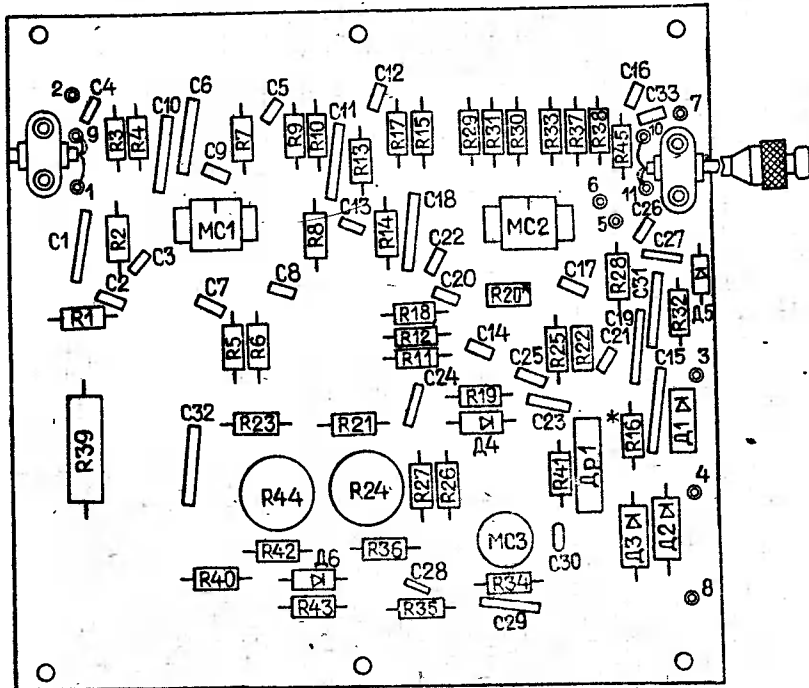 C12
C16
C33
C4
C6
C5
2
C10
C11
7
9
R3
R4
R7
R9
R10
R13
R17
R15
R29
R31
R30
R33
R37
R38
R45
10
C9
1
11
C18
6
5
C1
R2
MC1
R8
C13
R14
MC2
C26
C3
C22
C27
C2
C7
C8
C20
R20*
C17
R28
C31
R32
Д5
R1
R18
R12
R11
R5
R6
C14
R25
R22
C19
C21
C15
3
C25
C24
R19
C23
R39
C32
R23
R21
Д4
*
R16
Д1
R44
R24
R27
R26
R41
Др1
4
R42
Д6
R36
MC3
C30
Д3
Д2
R40
C28
R34
R43
R35
C29
8